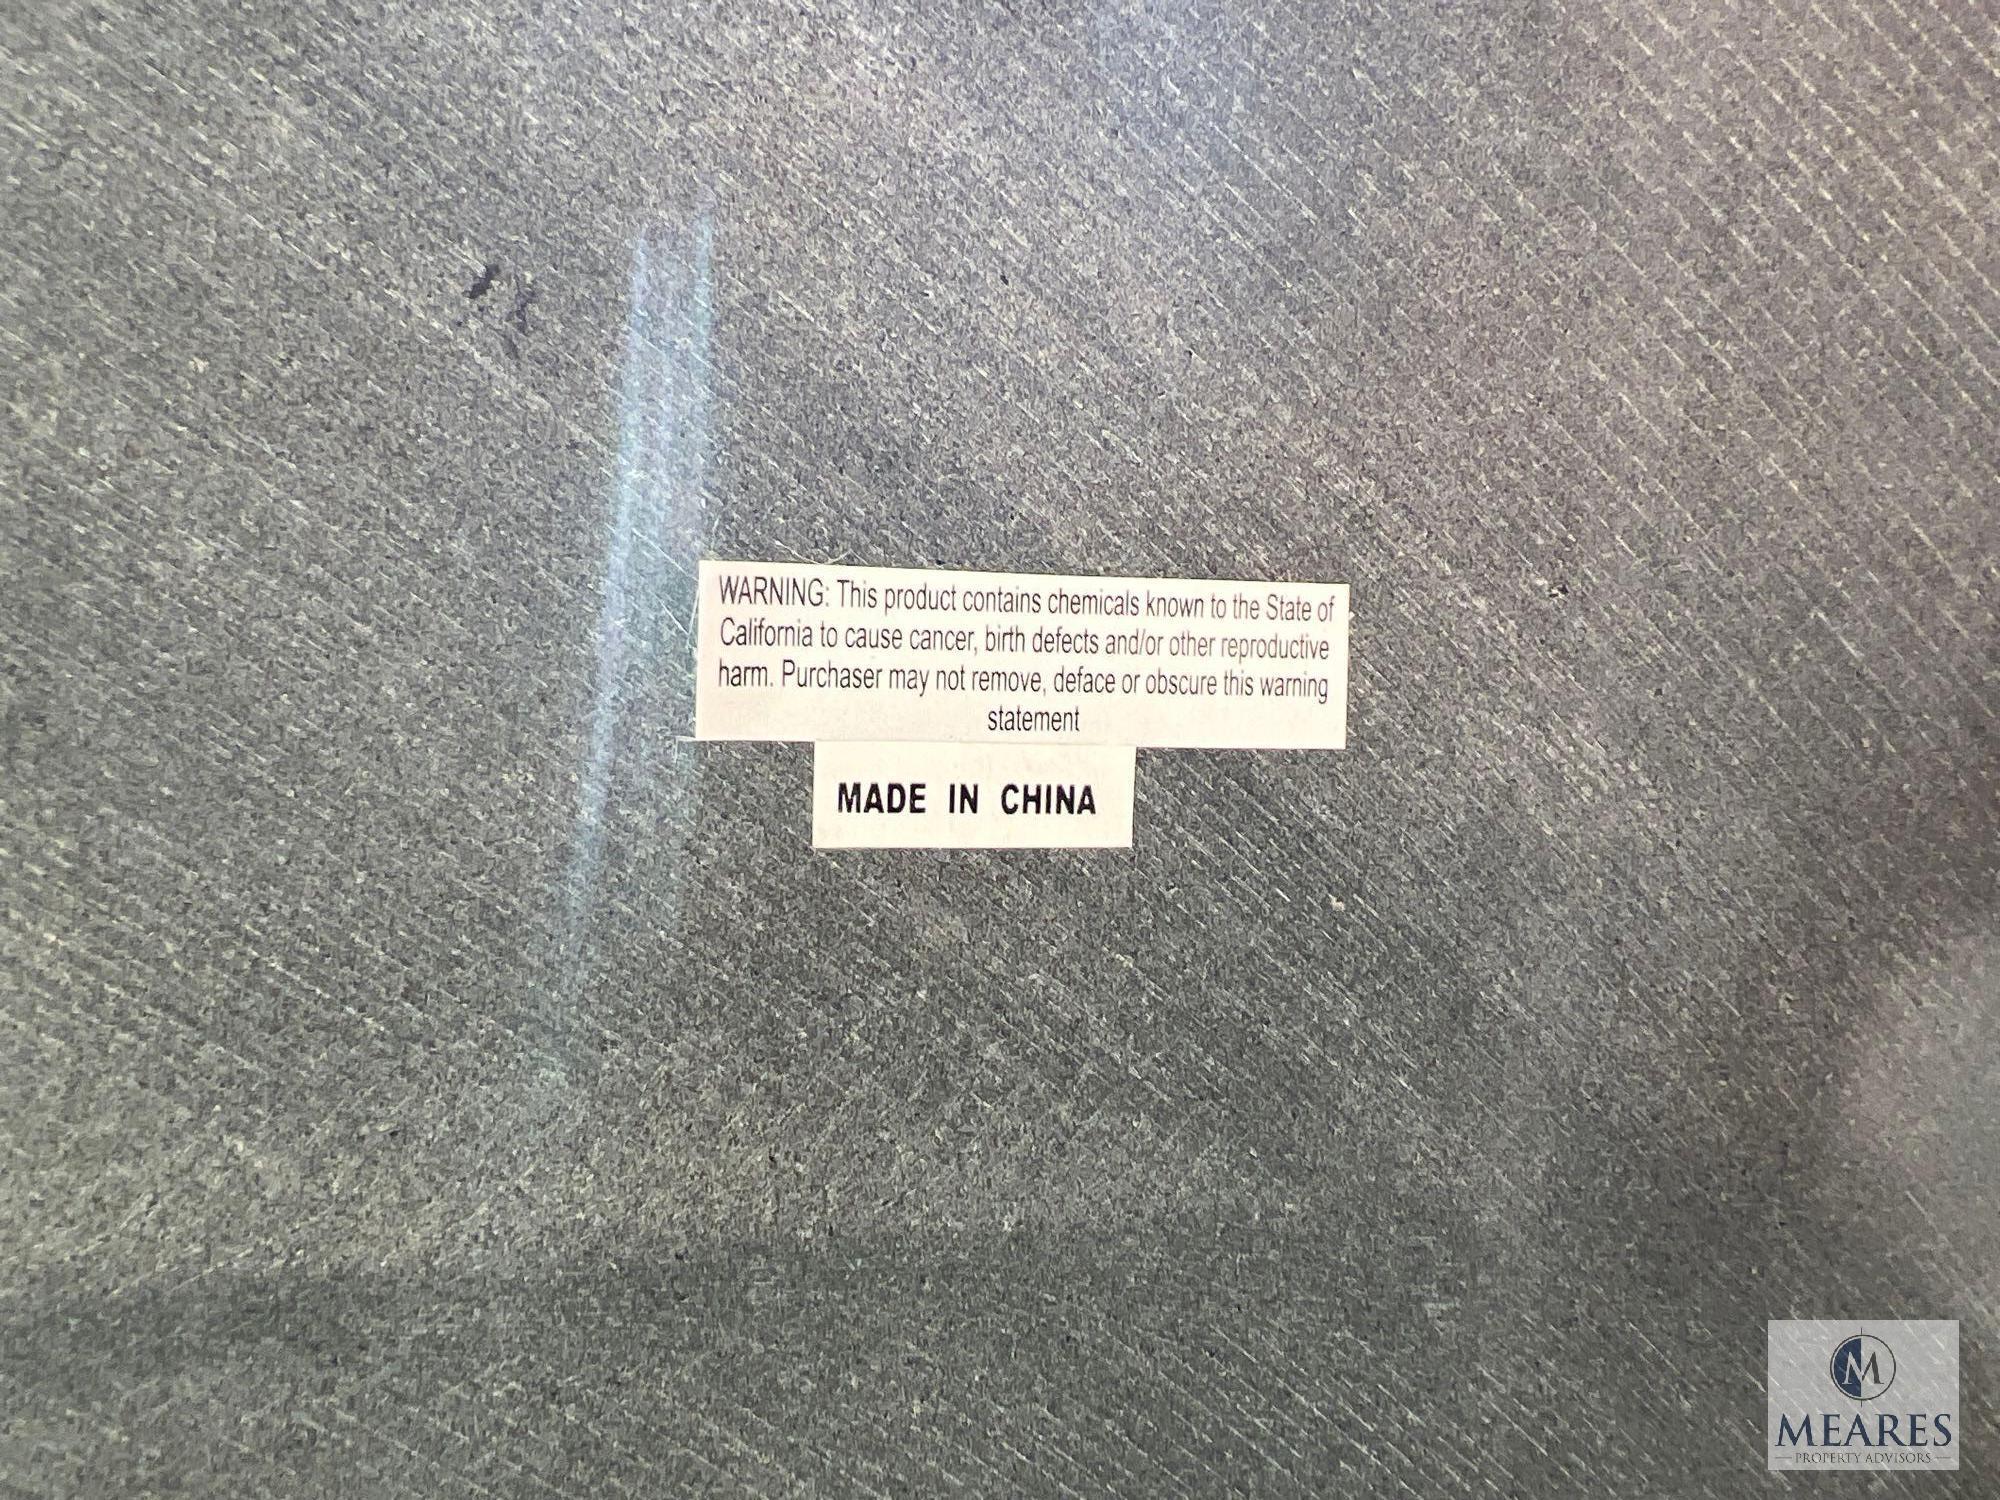 WARNING: This product contains chemicals known to the State of
California to cause cancer, birth defects and/or other reproductive
harm. Purchaser may not remove, deface or obscure this warning
statement
MADE IN CHINA
M
MEARES
PROPERTY ADVISORS